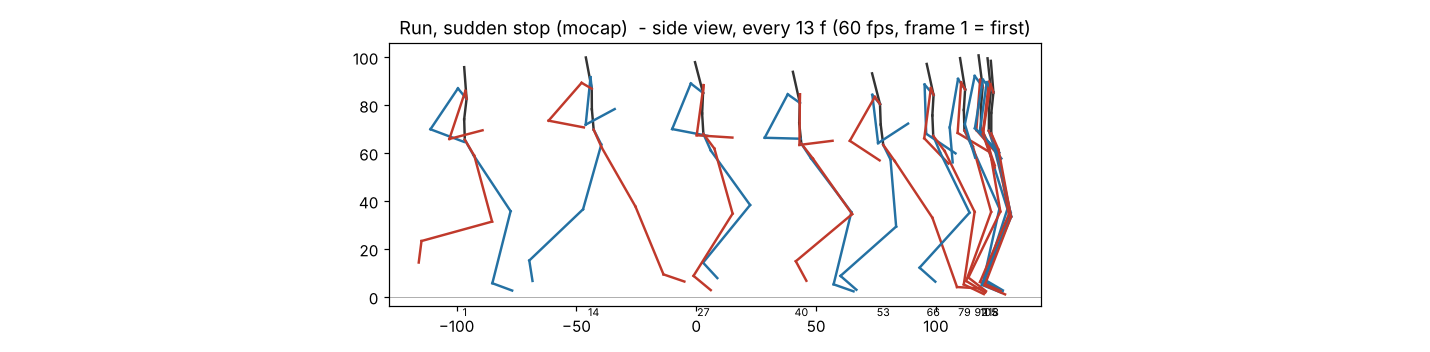 Run, sudden stop (mocap) - side view, every 13 f (60 fps, frame 1 = first)
100
80
60
40
20
0
1 14 27 40 53 66 79
−100 −50 0 50 100